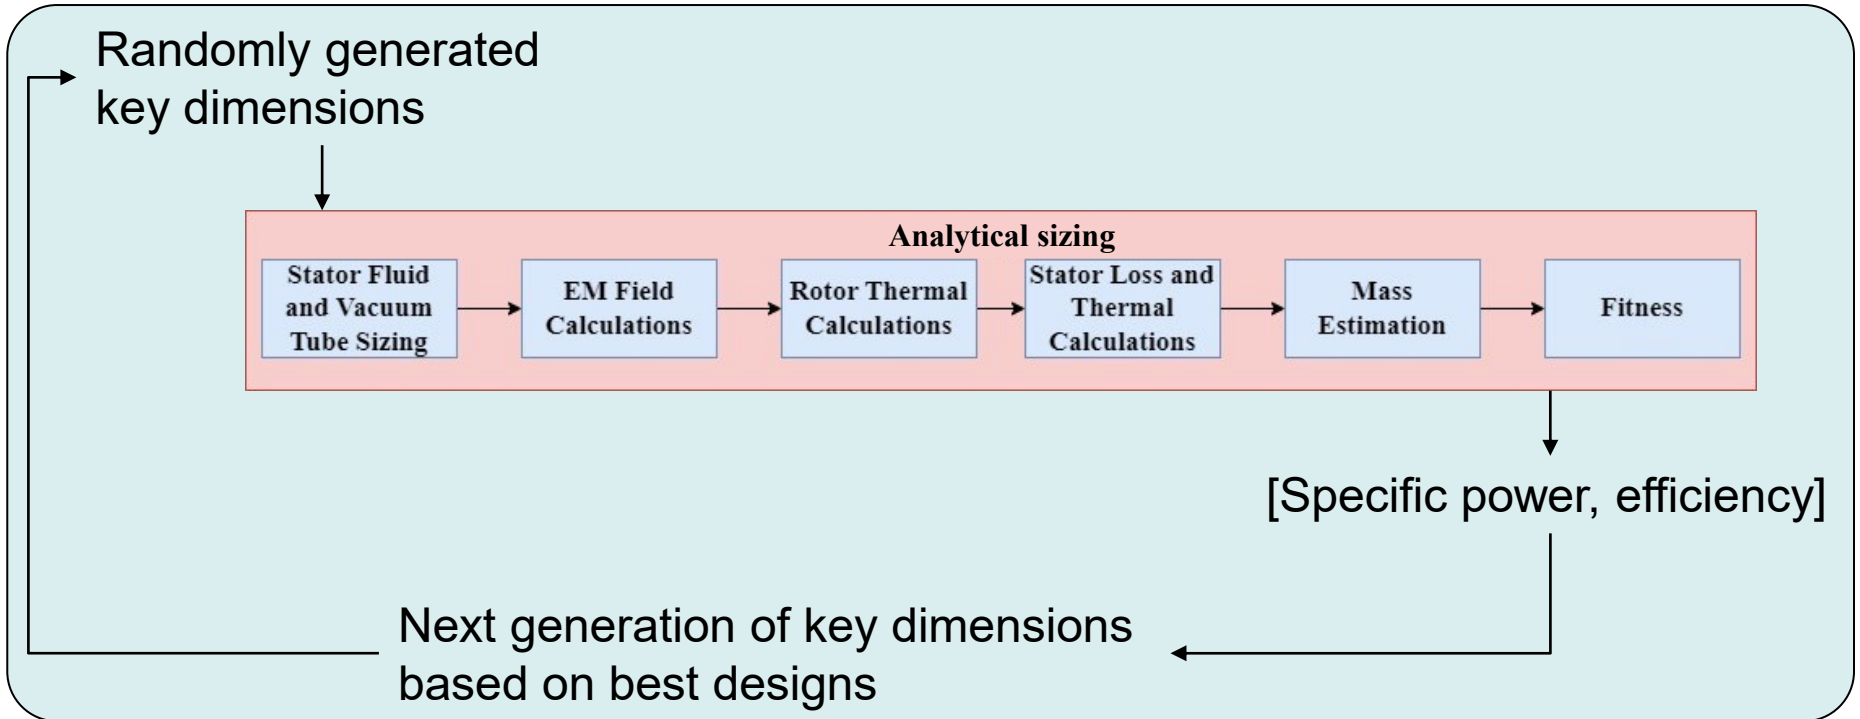 Randomly generated
key dimensions
Analytical sizing
Stator Fluid
and Vacuum
Tube Sizing
EM Field
Calculations
Rotor Thermal
Calculations
Stator Loss and
Thermal
Calculations
Mass
Estimation
Fitness
[Specific power, efficiency]
Next generation of key dimensions
based on best designs